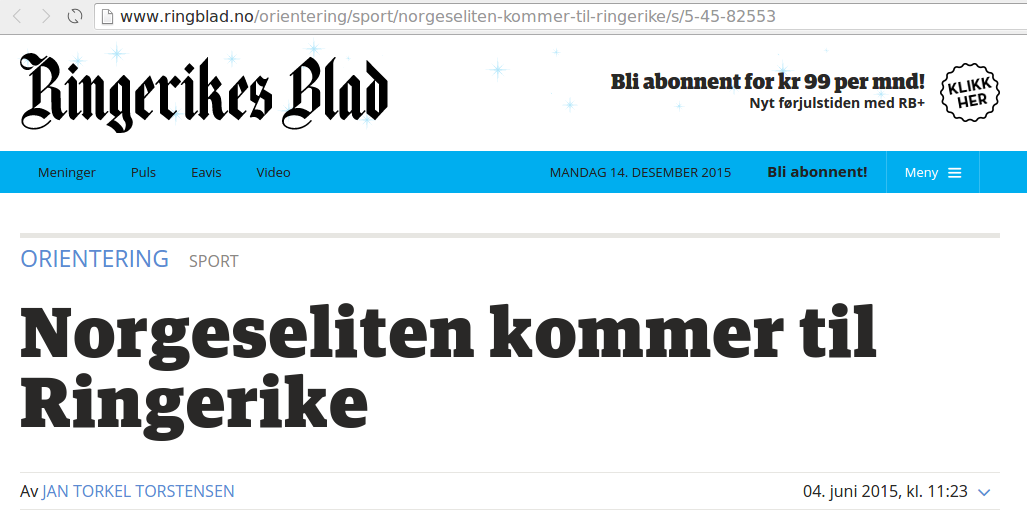 www.ringblad.no/orientering/sport/norgeseliten-kommer-til-ringerike/s/5-45-82553
Ringerikes Blad
Bli abonnent for kr 99 per mnd!
Nyt førjulstiden med RB+
KLIKK
HER
Meninger Puls Eavis Video MANDAG 14. DESEMBER 2015 Bli abonnent! Meny
ORIENTERING SPORT
Norgeseliten kommer til
Ringerike
Av JAN TORKEL TORSTENSEN 04. juni 2015, kl. 11:23